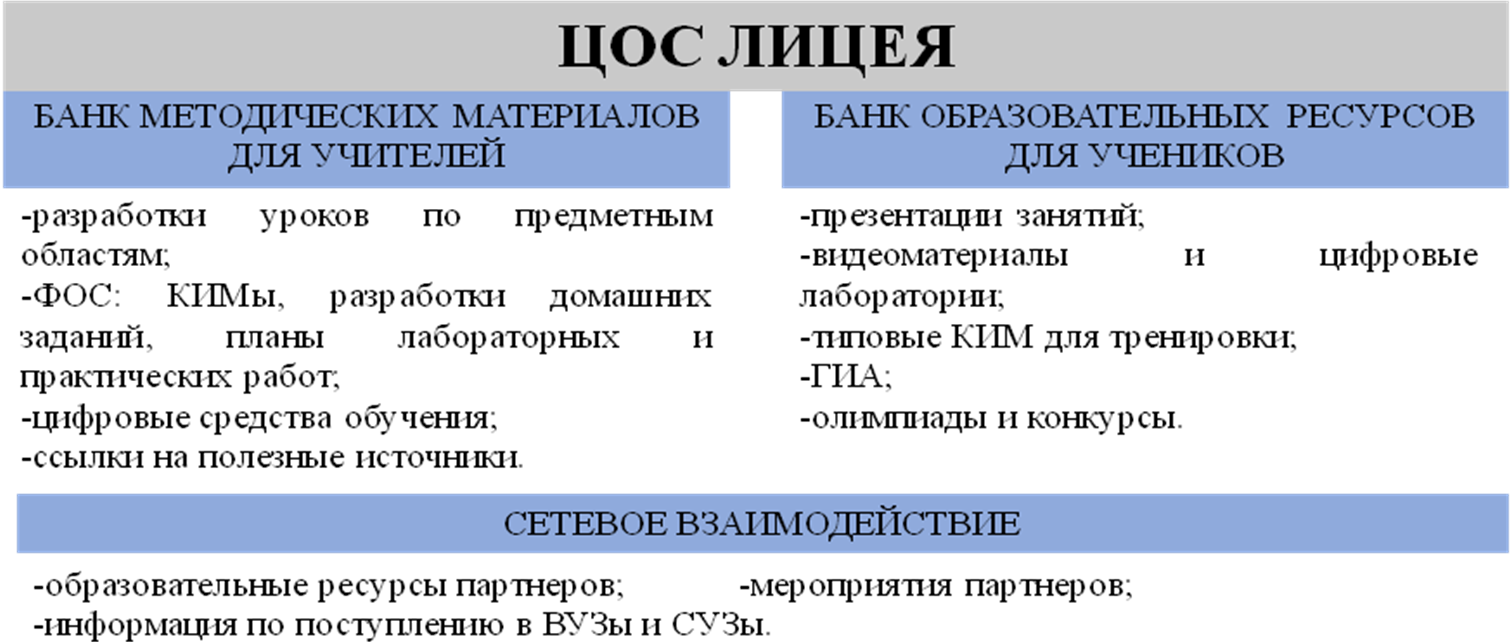 ЦОС ЛИЦЕЯ
БАНК МЕТОДИЧЕСКИХ МАТЕРИАЛОВ
ДЛЯ УЧИТЕЛЕЙ
-разработки уроков по предметным
областям;
-ФОС: КИМы, разработки домашних
заданий, планы лабораторных и
практических работ;
-цифровые средства обучения;
-ссылки на полезные источники.
БАНК ОБРАЗОВАТЕЛЬНЫХ РЕСУРСОВ
ДЛЯ УЧЕНИКОВ
-презентации занятий;
-видеоматериалы и цифровые
лаборатории;
-типовые КИМ для тренировки;
-ГИА;
-олимпиады и конкурсы.
СЕТЕВОЕ ВЗАИМОДЕЙСТВИЕ
-образовательные ресурсы партнеров; -мероприятия партнеров;
-информация по поступлению в ВУЗы и СУЗы.